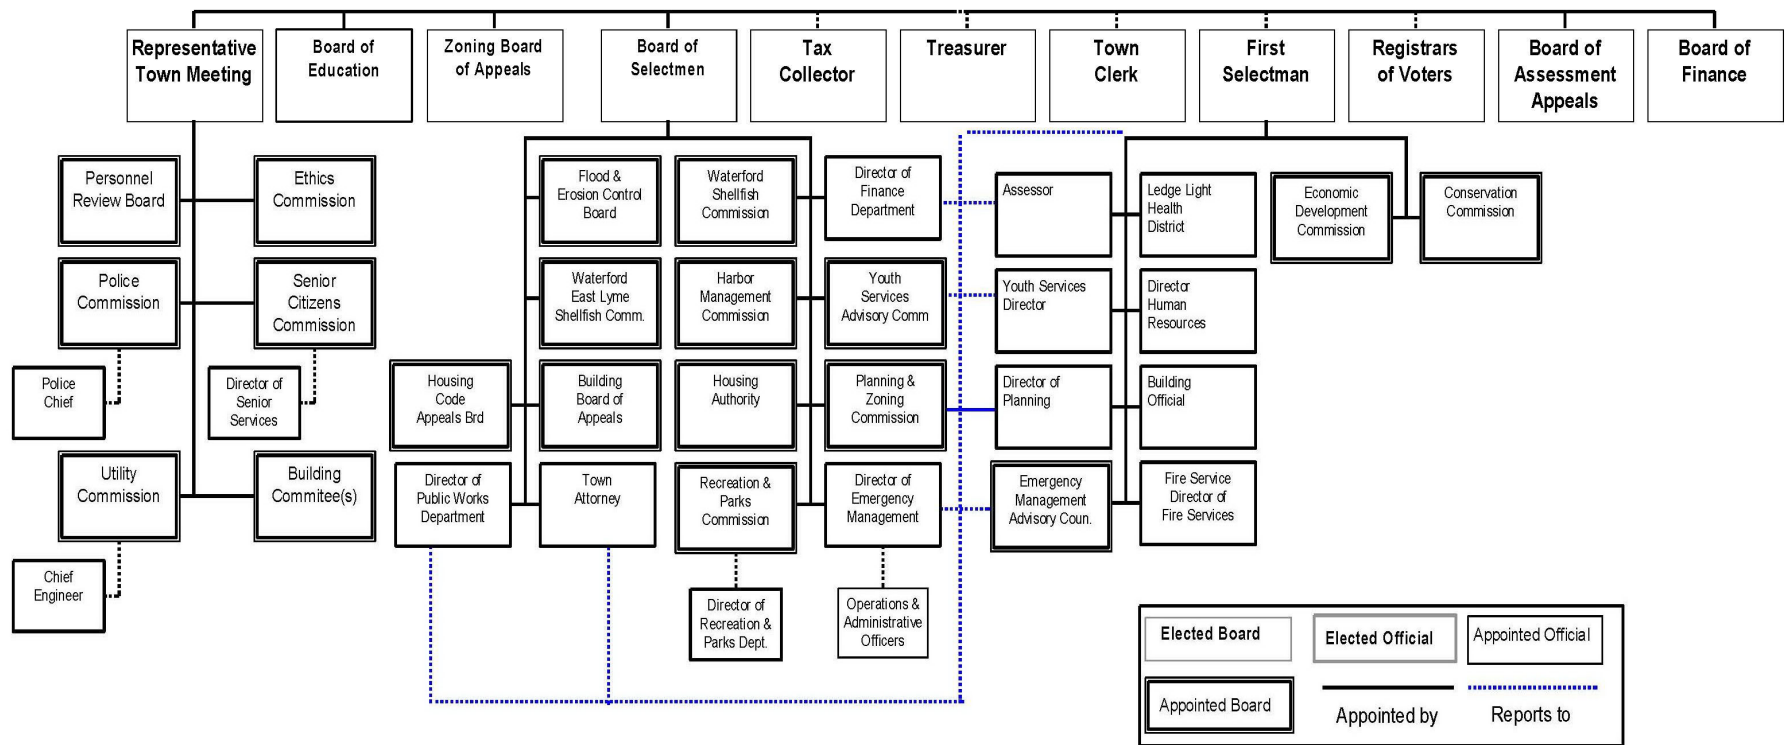 Representative
Town Meeting
Board of
Education
Zoning Board
of Appeals
Board of
Selectmen
Tax
Collector
Treasurer
Town
Clerk
First
Selectman
Registrars
of Voters
Board of
Assessment
Appeals
Board of
Finance
Personnel
Review Board
Ethics
Commission
Police
Commission
Senior
Citizens
Commission
Police
Chief
Director of
Senior
Services
Utility
Commission
Building
Commitee(s)
Chief
Engineer
Flood &
Erosion Control
Board
Waterford
Shellfish
Commission
Director of
Finance
Department
Waterford
East Lyme
Shellfish Comm.
Harbor
Management
Commission
Youth
Services
Advisory Comm
Housing
Code
Appeals Brd
Building
Board of
Appeals
Housing
Authority
Planning &
Zoning
Commission
Director of
Public Works
Department
Town
Attorney
Recreation &
Parks
Commission
Director of
Emergency
Management
Director of
Recreation &
Parks Dept.
Operations &
Administrative
Officers
Assessor
Ledge Light
Health
District
Economic
Development
Commission
Conservation
Commission
Youth Services
Director
Director
Human
Resources
Director of
Planning
Building
Official
Emergency
Management
Advisory Coun.
Fire Service
Director of
Fire Services
Elected Board
Elected Official
Appointed Official
Appointed Board
Appointed by
Reports to